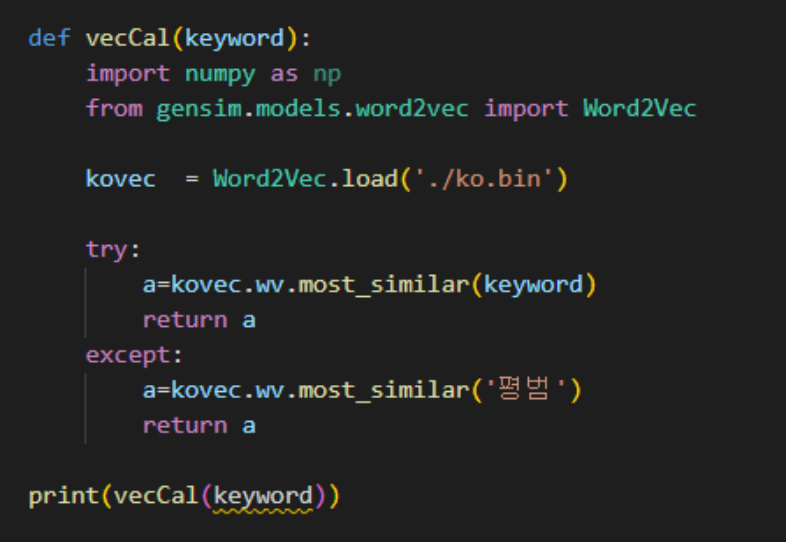 def vecCal(keyword):
    import numpy as np
    from gensim.models.word2vec import Word2Vec

    kovec  = Word2Vec.load('./ko.bin')

    try:
        a=kovec.wv.most_similar(keyword)
        return a
    except:
        a=kovec.wv.most_similar('평범')
        return a

print(vecCal(keyword))